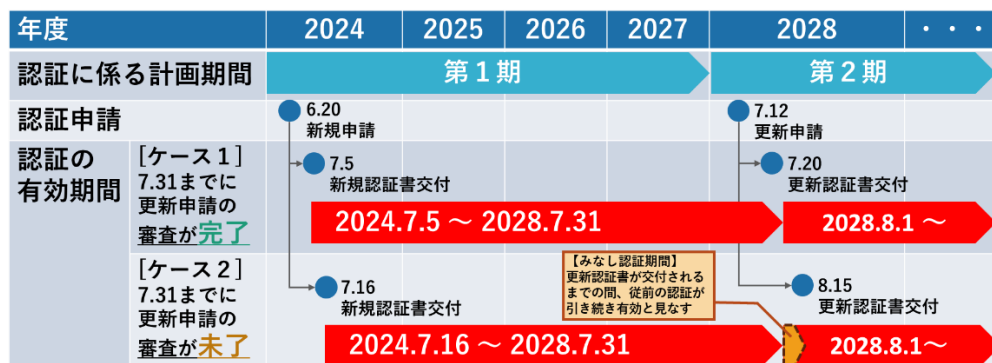 年度 2024 2025 2026 2027 2028 ・・・
認証に係る計画期間 第1期 第2期
認証申請
6.20
新規申請
7.12
更新申請
認証の
有効期間
[ケース1]
7.31までに
更新申請の
審査が完了
7.5
新規認証書交付
7.20
更新認証書交付
2024.7.5 ～ 2028.7.31
2028.8.1 ～
[ケース2]
7.31までに
更新申請の
審査が未了
7.16
新規認証書交付
【みなし認証期間】
更新認証書が交付される
までの間、従前の認証が
引き続き有効と見なす
8.15
更新認証書交付
2024.7.16 ～ 2028.7.31
2028.8.1～